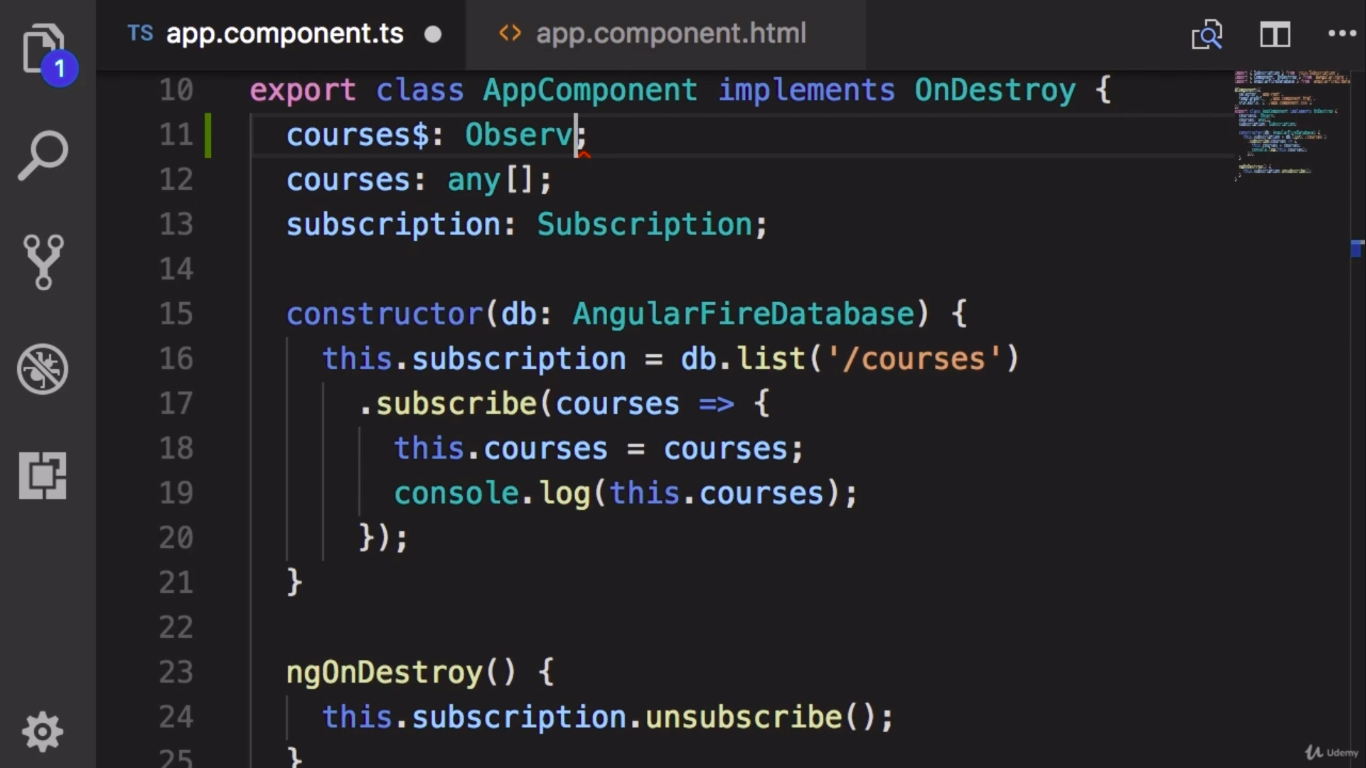 1
TS app.component.ts
<> app.component.html
10 export class AppComponent implements OnDestroy {
11 courses$: Observ;
12 courses: any[];
13 subscription: Subscription;
14
15 constructor(db: AngularFireDatabase) {
16 this.subscription = db.list('/courses')
17 .subscribe(courses => {
18 this.courses = courses;
19 console.log(this.courses);
20 });
21 }
22
23 ngOnDestroy() {
24 this.subscription.unsubscribe();
25 }
Udemy